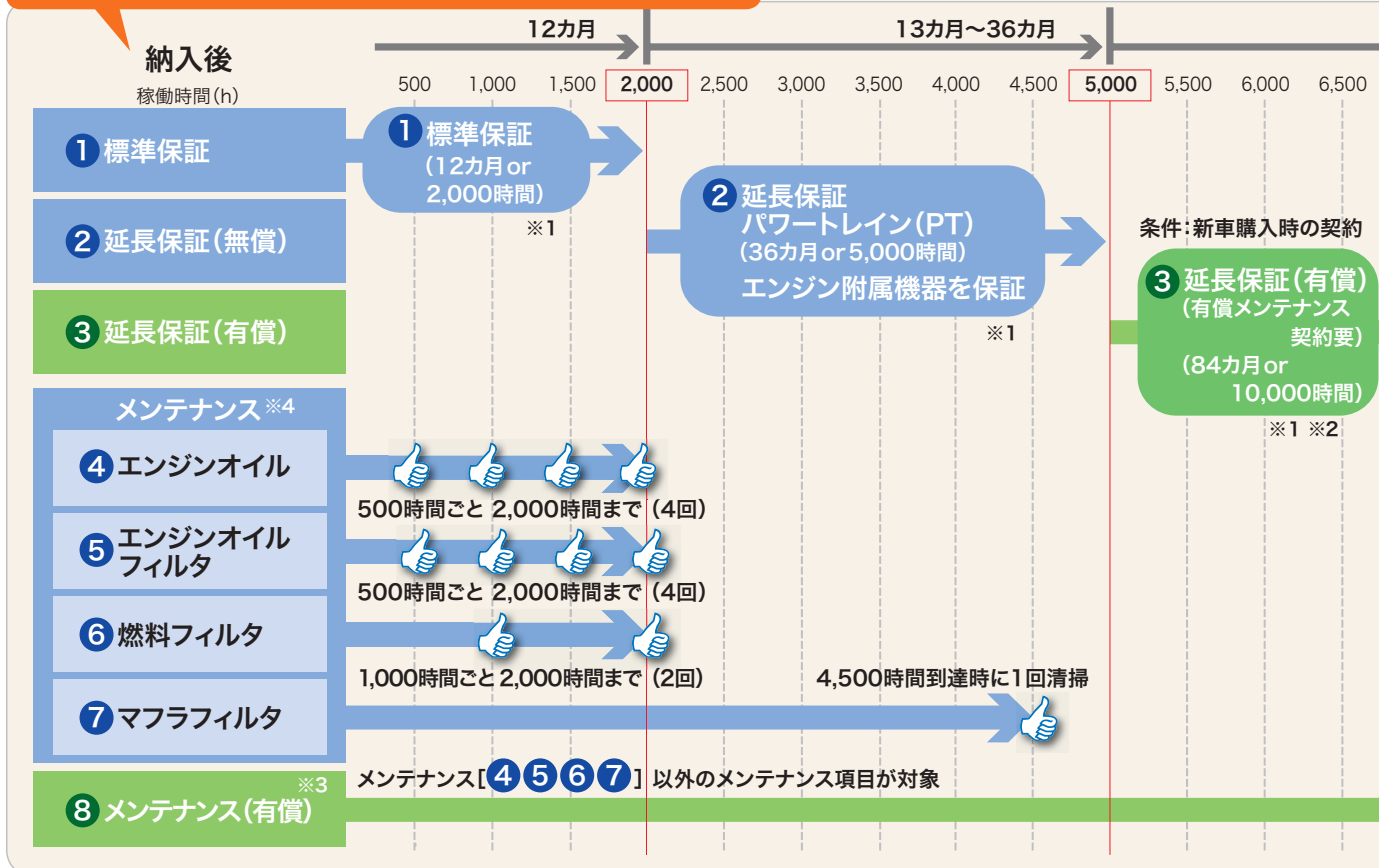 12カ月
13カ月〜36カ月
納入後
稼働時間(h)
500 1,000 1,500 2,000 2,500 3,000 3,500 4,000 4,500 5,000 5,500 6,000 6,500
1 標準保証
1 標準保証
(12カ月or
2,000時間)
※1
2 延長保証(無償)
2 延長保証
パワートレイン(PT)
(36カ月or5,000時間)
エンジン附属機器を保証
※1
3 延長保証(有償)
条件:新車購入時の契約
3 延長保証(有償)
(有償メンテナンス
契約要)
(84カ月or
10,000時間)
※1 ※2
メンテナンス※4
4 エンジンオイル
500時間ごと 2,000時間まで (4回)
5 エンジンオイル
フィルタ
500時間ごと 2,000時間まで (4回)
6 燃料フィルタ
1,000時間ごと 2,000時間まで (2回)
7 マフラフィルタ
4,500時間到達時に1回清掃
※3
8 メンテナンス(有償)
メンテナンス[4 5 6 7] 以外のメンテナンス項目が対象